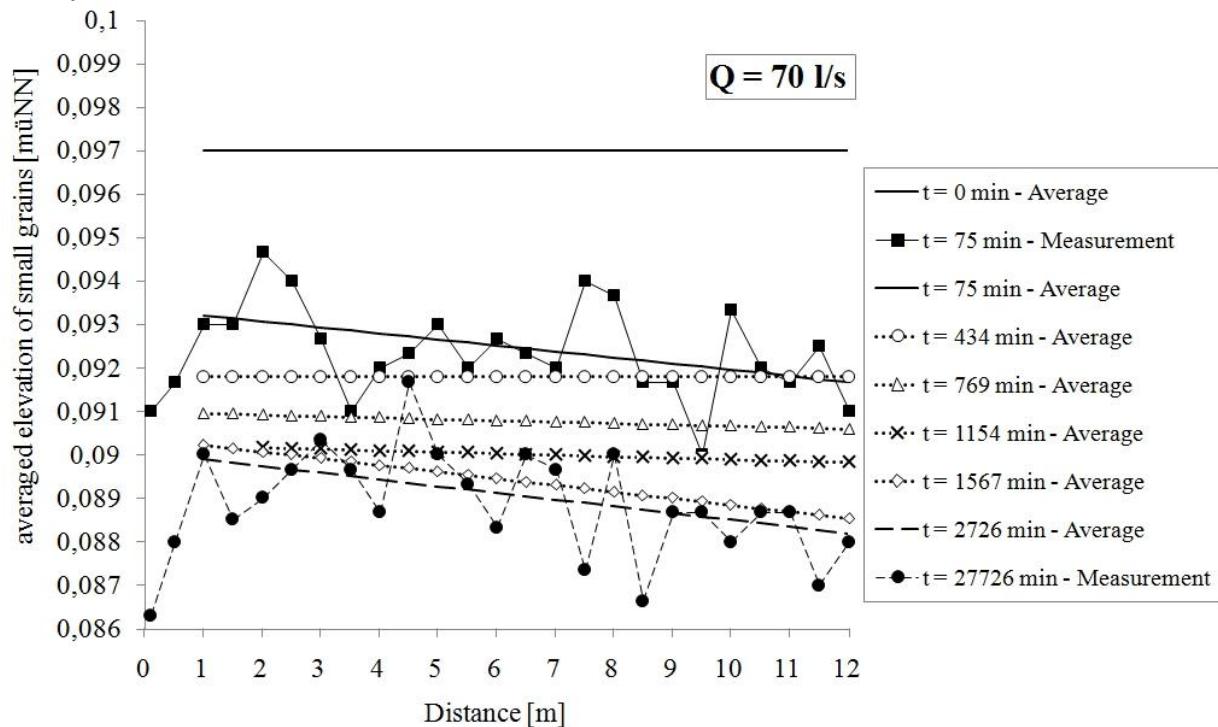 0,1
0,099
0,098
0,097
0,096
0,095
0,094
0,093
0,092
0,091
0,09
0,089
0,088
0,087
0,086
averaged elevation of small grains [müNN]
Q = 70 l/s
0 1 2 3 4 5 6 7 8 9 10 11 12
Distance [m]
t = 0 min - Average
t = 75 min - Measurement
t = 75 min - Average
t = 434 min - Average
t = 769 min - Average
t = 1154 min - Average
t = 1567 min - Average
t = 2726 min - Average
t = 27726 min - Measurement